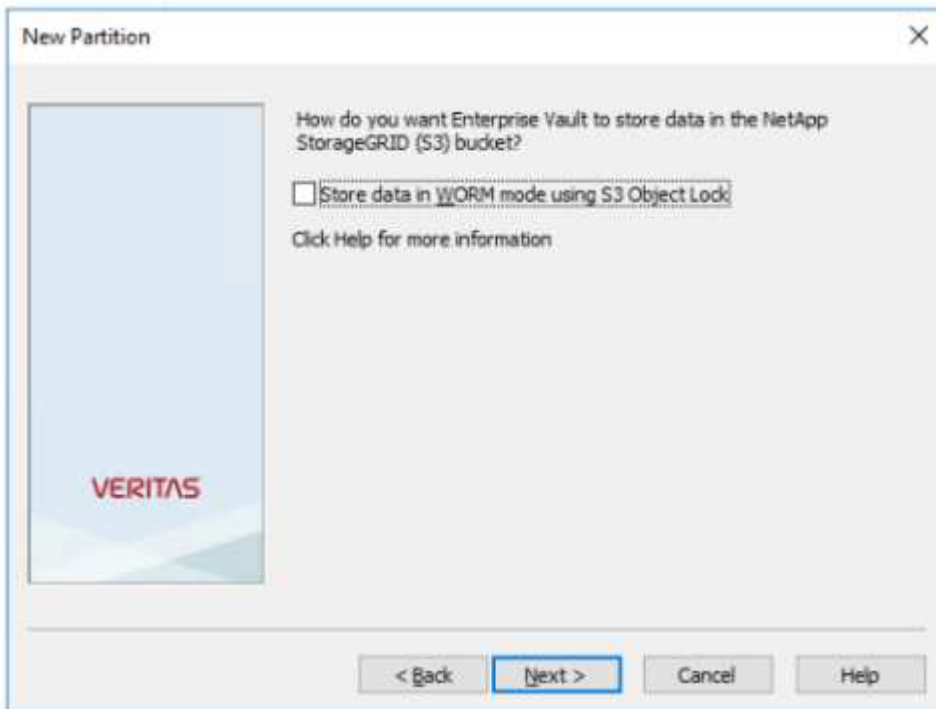 New Partition
How do you want Enterprise Vault to store data in the NetApp
StorageGRID (S3) bucket?
Store data in WORM mode using S3 Object Lock
Click Help for more information
VERITAS
< Back
Next >
Cancel
Help